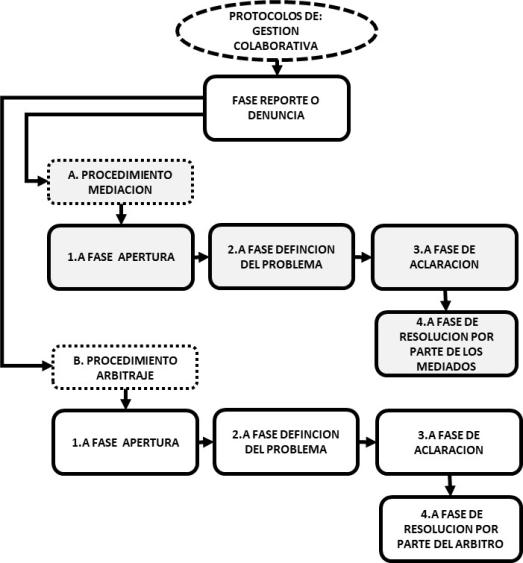 PROTOCOLOS DE:
GESTION
COLABORATIVA
FASE REPORTE O
DENUNCIA
A. PROCEDIMIENTO
MEDIACION
1.A FASE APERTURA
2.A FASE DEFINCION
DEL PROBLEMA
3.A FASE DE
ACLARACION
4.A FASE DE
RESOLUCION POR
PARTE DE LOS
MEDIADOS
B. PROCEDIMIENTO
ARBITRAJE
1.A FASE APERTURA
2.A FASE DEFINCION
DEL PROBLEMA
3.A FASE DE
ACLARACION
4.A FASE DE
RESOLUCION POR
PARTE DEL ARBITRO